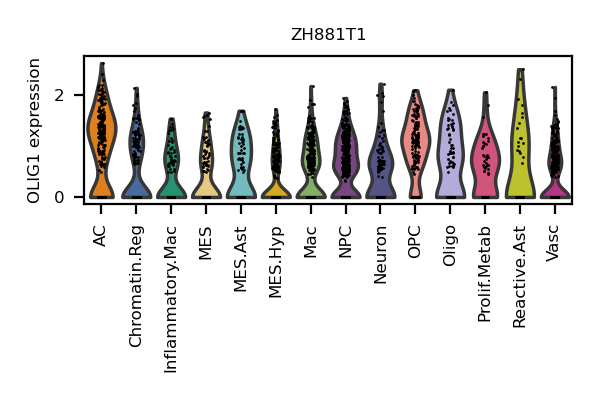 ZH881T1
OLIG1 expression
2
0
AC
Chromatin.Reg
Inflammatory.Mac
MES
MES.Ast
MES.Hyp
Mac
NPC
Neuron
OPC
Oligo
Prolif.Metab
Reactive.Ast
Vasc